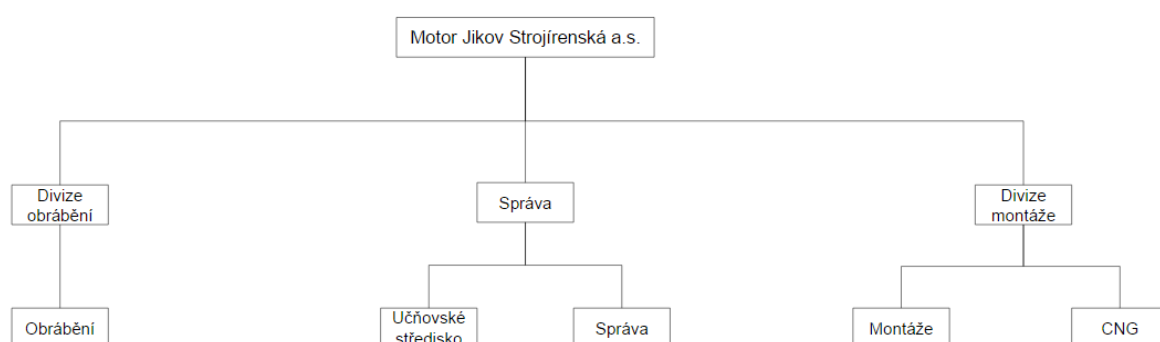 Motor Jikov Strojírenská a.s.
Divize
obrábění
Správa
Divize
montáže
Obrábění
Učňovské
středisko
Správa
Montáže
CNG